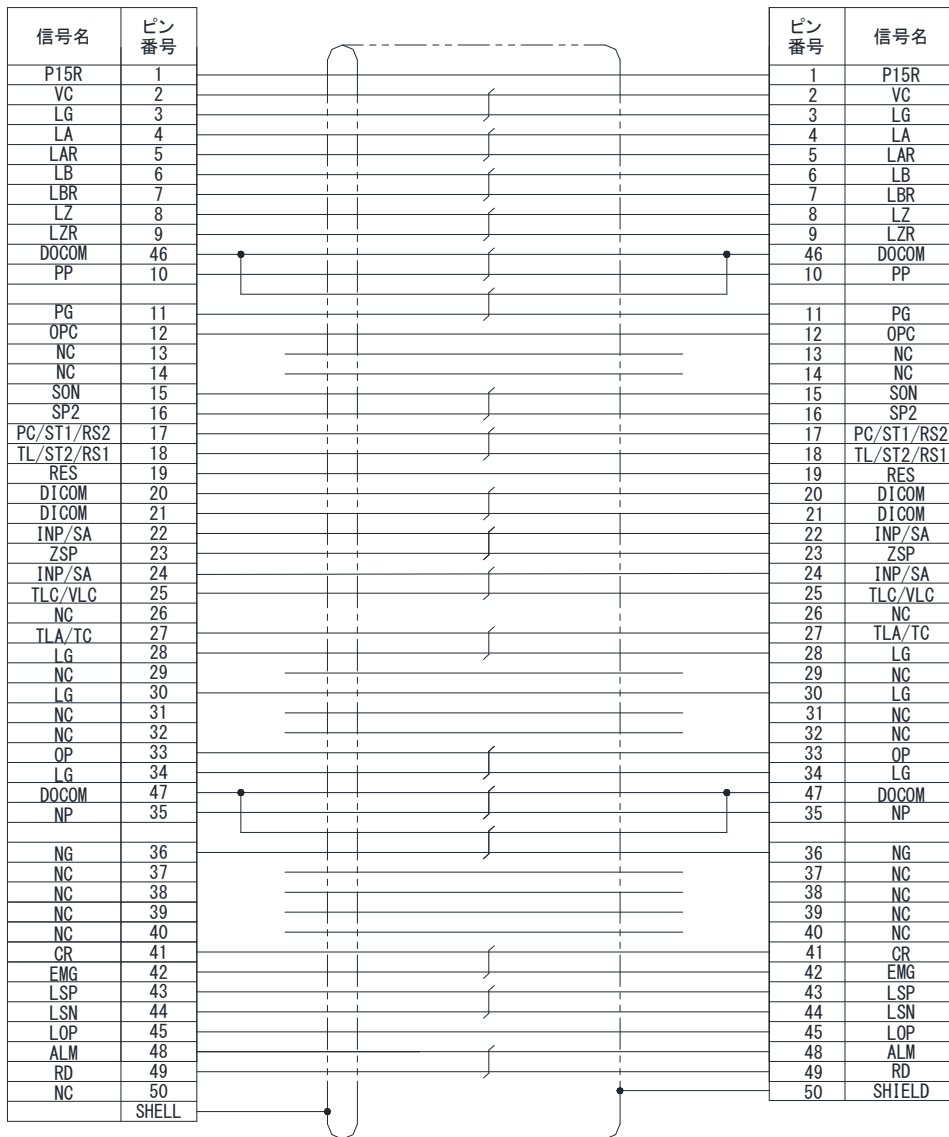 信号名 ピン番号 ピン番号 信号名
P15R 1 1 P15R
VC 2 2 VC
LG 3 3 LG
LA 4 4 LA
LAR 5 5 LAR
LB 6 6 LB
LBR 7 7 LBR
LZ 8 8 LZ
LZR 9 9 LZR
DOCOM 46 46 DOCOM
PP 10 10 PP
PG 11 11 PG
OPC 12 12 OPC
NC 13 13 NC
NC 14 14 NC
SON 15 15 SON
SP2 16 16 SP2
PC/ST1/RS2 17 17 PC/ST1/RS2
TL/ST2/RS1 18 18 TL/ST2/RS1
RES 19 19 RES
DICOM 20 20 DICOM
DICOM 21 21 DICOM
INP/SA 22 22 INP/SA
ZSP 23 23 ZSP
INP/SA 24 24 INP/SA
TLC/VLC 25 25 TLC/VLC
NC 26 26 NC
TLA/TC 27 27 TLA/TC
LG 28 28 LG
NC 29 29 NC
LG 30 30 LG
NC 31 31 NC
NC 32 32 NC
OP 33 33 OP
LG 34 34 LG
DOCOM 47 47 DOCOM
NP 35 35 NP
NG 36 36 NG
NC 37 37 NC
NC 38 38 NC
NC 39 39 NC
NC 40 40 NC
CR 41 41 CR
EMG 42 42 EMG
LSP 43 43 LSP
LSN 44 44 LSN
LOP 45 45 LOP
ALM 48 48 ALM
RD 49 49 RD
NC 50 50 SHIELD
SHELL